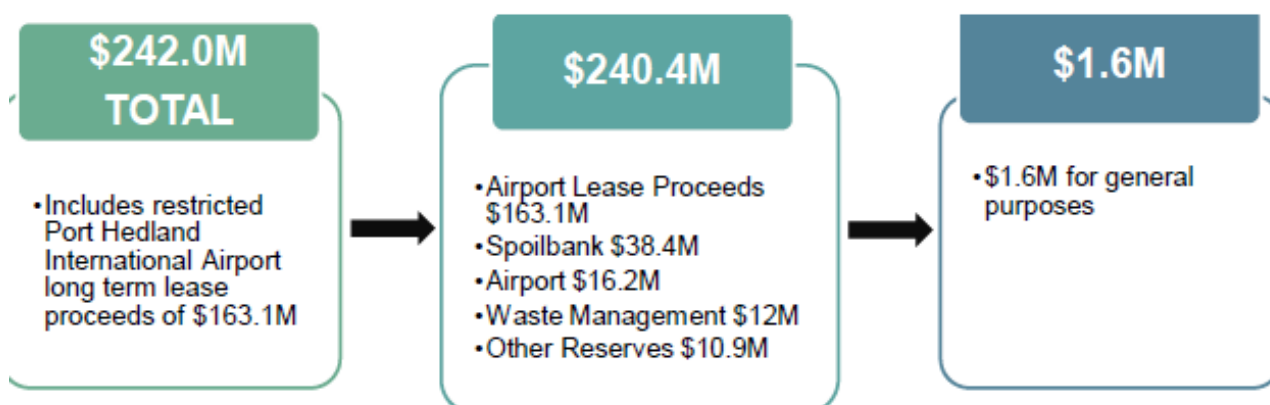 $242.0M
TOTAL
•Includes restricted
Port Hedland
International Airport
long term lease
proceeds of $163.1M
$240.4M
•Airport Lease Proceeds
$163.1M
•Spoilbank $38.4M
•Airport $16.2M
•Waste Management $12M
•Other Reserves $10.9M
$1.6M
•$1.6M for general
purposes